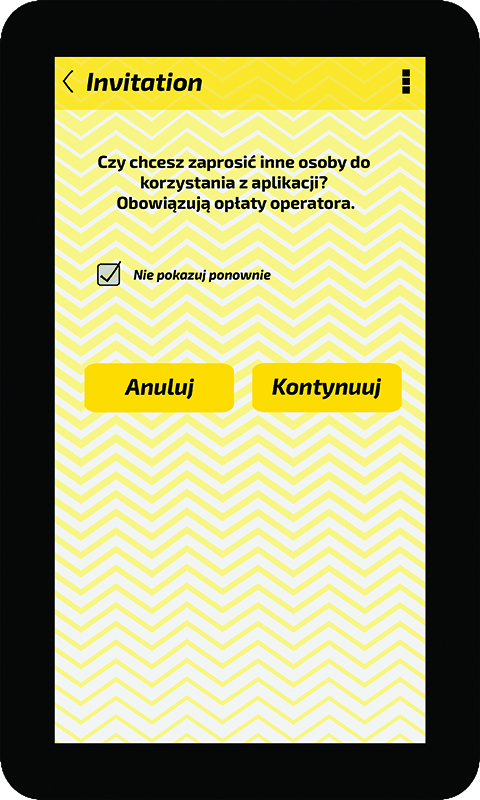 Invitation
Czy chcesz zaprosić inne osoby do
korzystania z aplikacji?
Obowiązują opłaty operatora.
Nie pokazuj ponownie
Anuluj
Kontynuuj